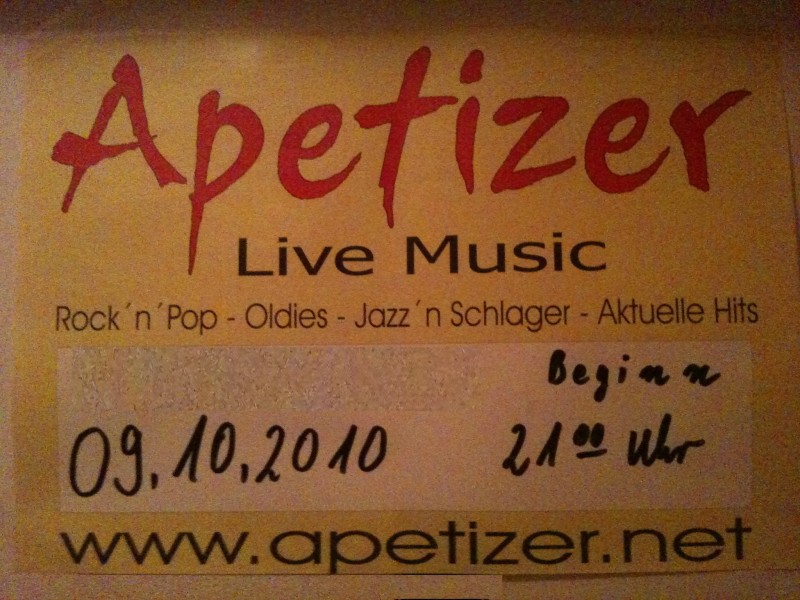 Apetizer
Live Music
Rock´n´Pop - Oldies - Jazz´n Schlager - Aktuelle Hits
Beginn
09.10.2010 21⁰⁰ Uhr
www.apetizer.net